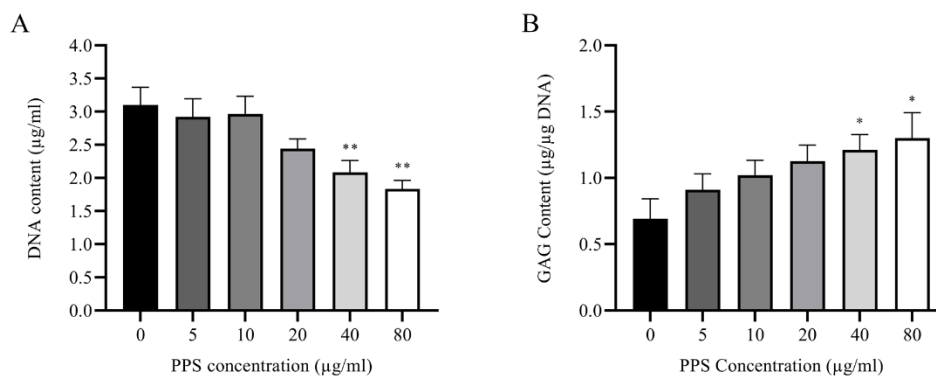 A
DNA content (µg/ml)
4.0
3.5
3.0
2.5
2.0
1.5
1.0
0.5
0.0
** **
0 5 10 20 40 80
PPS concentration (µg/ml)
B
GAG Content (µg/µg DNA)
2.0
1.5
1.0
0.5
0.0
* *
0 5 10 20 40 80
PPS Concentration (µg/ml)